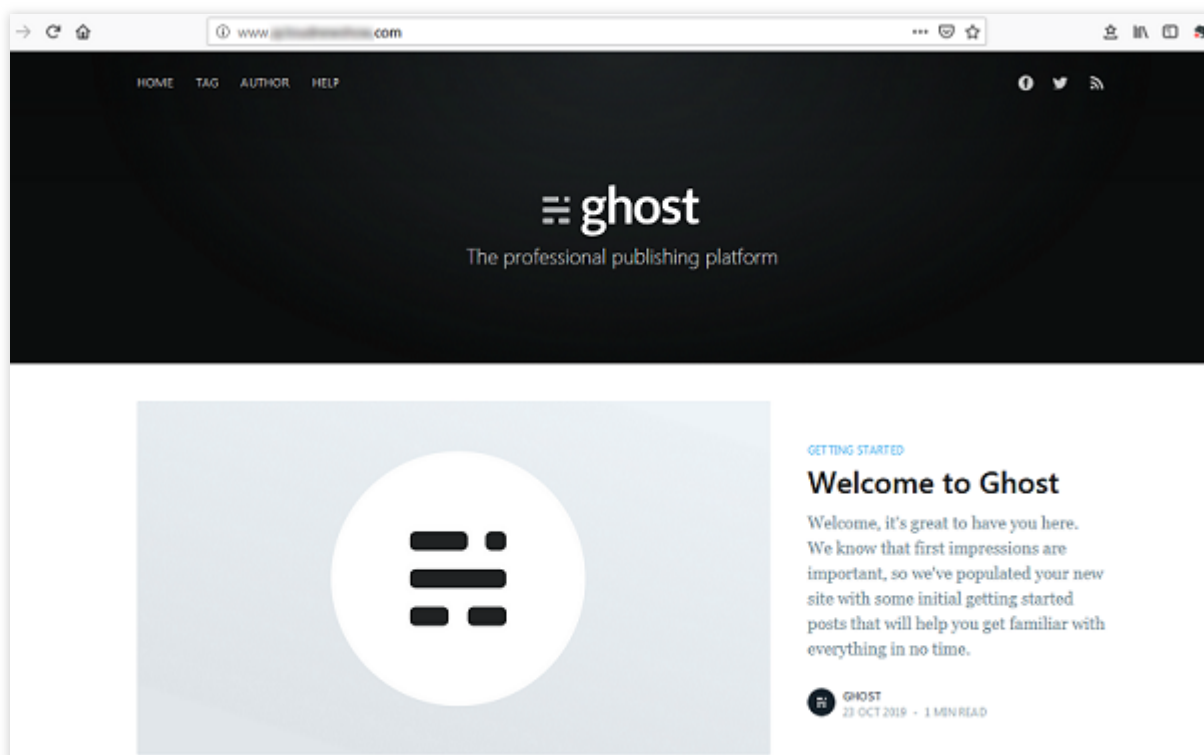 www. .com
HOME TAG AUTHOR HELP
ghost
The professional publishing platform
GETTING STARTED
Welcome to Ghost
Welcome, it's great to have you here.
We know that first impressions are
important, so we've populated your new
site with some initial getting started
posts that will help you get familiar with
everything in no time.
GHOST
23 OCT 2019 • 1 MIN READ